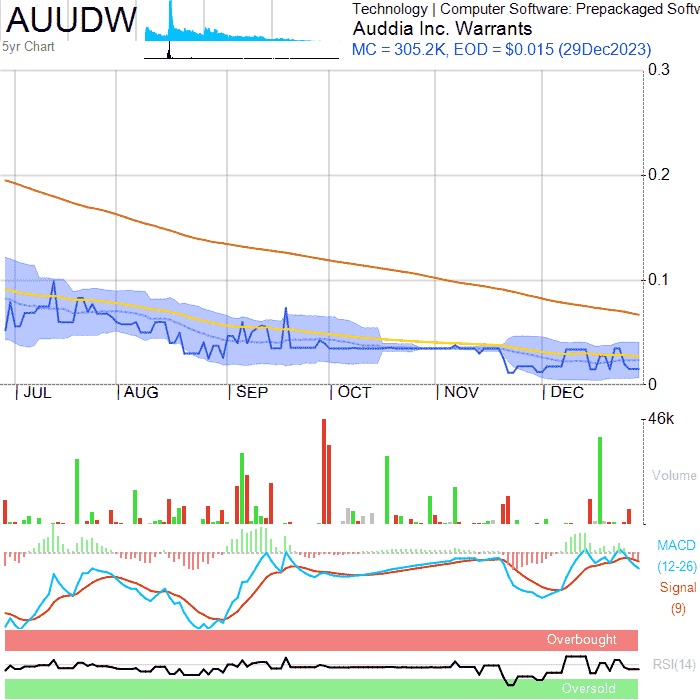 AUUDW
5yr Chart
Technology | Computer Software: Prepackaged Softw
Auddia Inc. Warrants
MC = 305.2K, EOD = $0.015 (29Dec2023)
0.3
0.2
0.1
0
|JUL |AUG |SEP |OCT |NOV |DEC
46k
Volume
MACD
(12-26)
Signal
(9)
Overbought
RSI(14)
Oversold